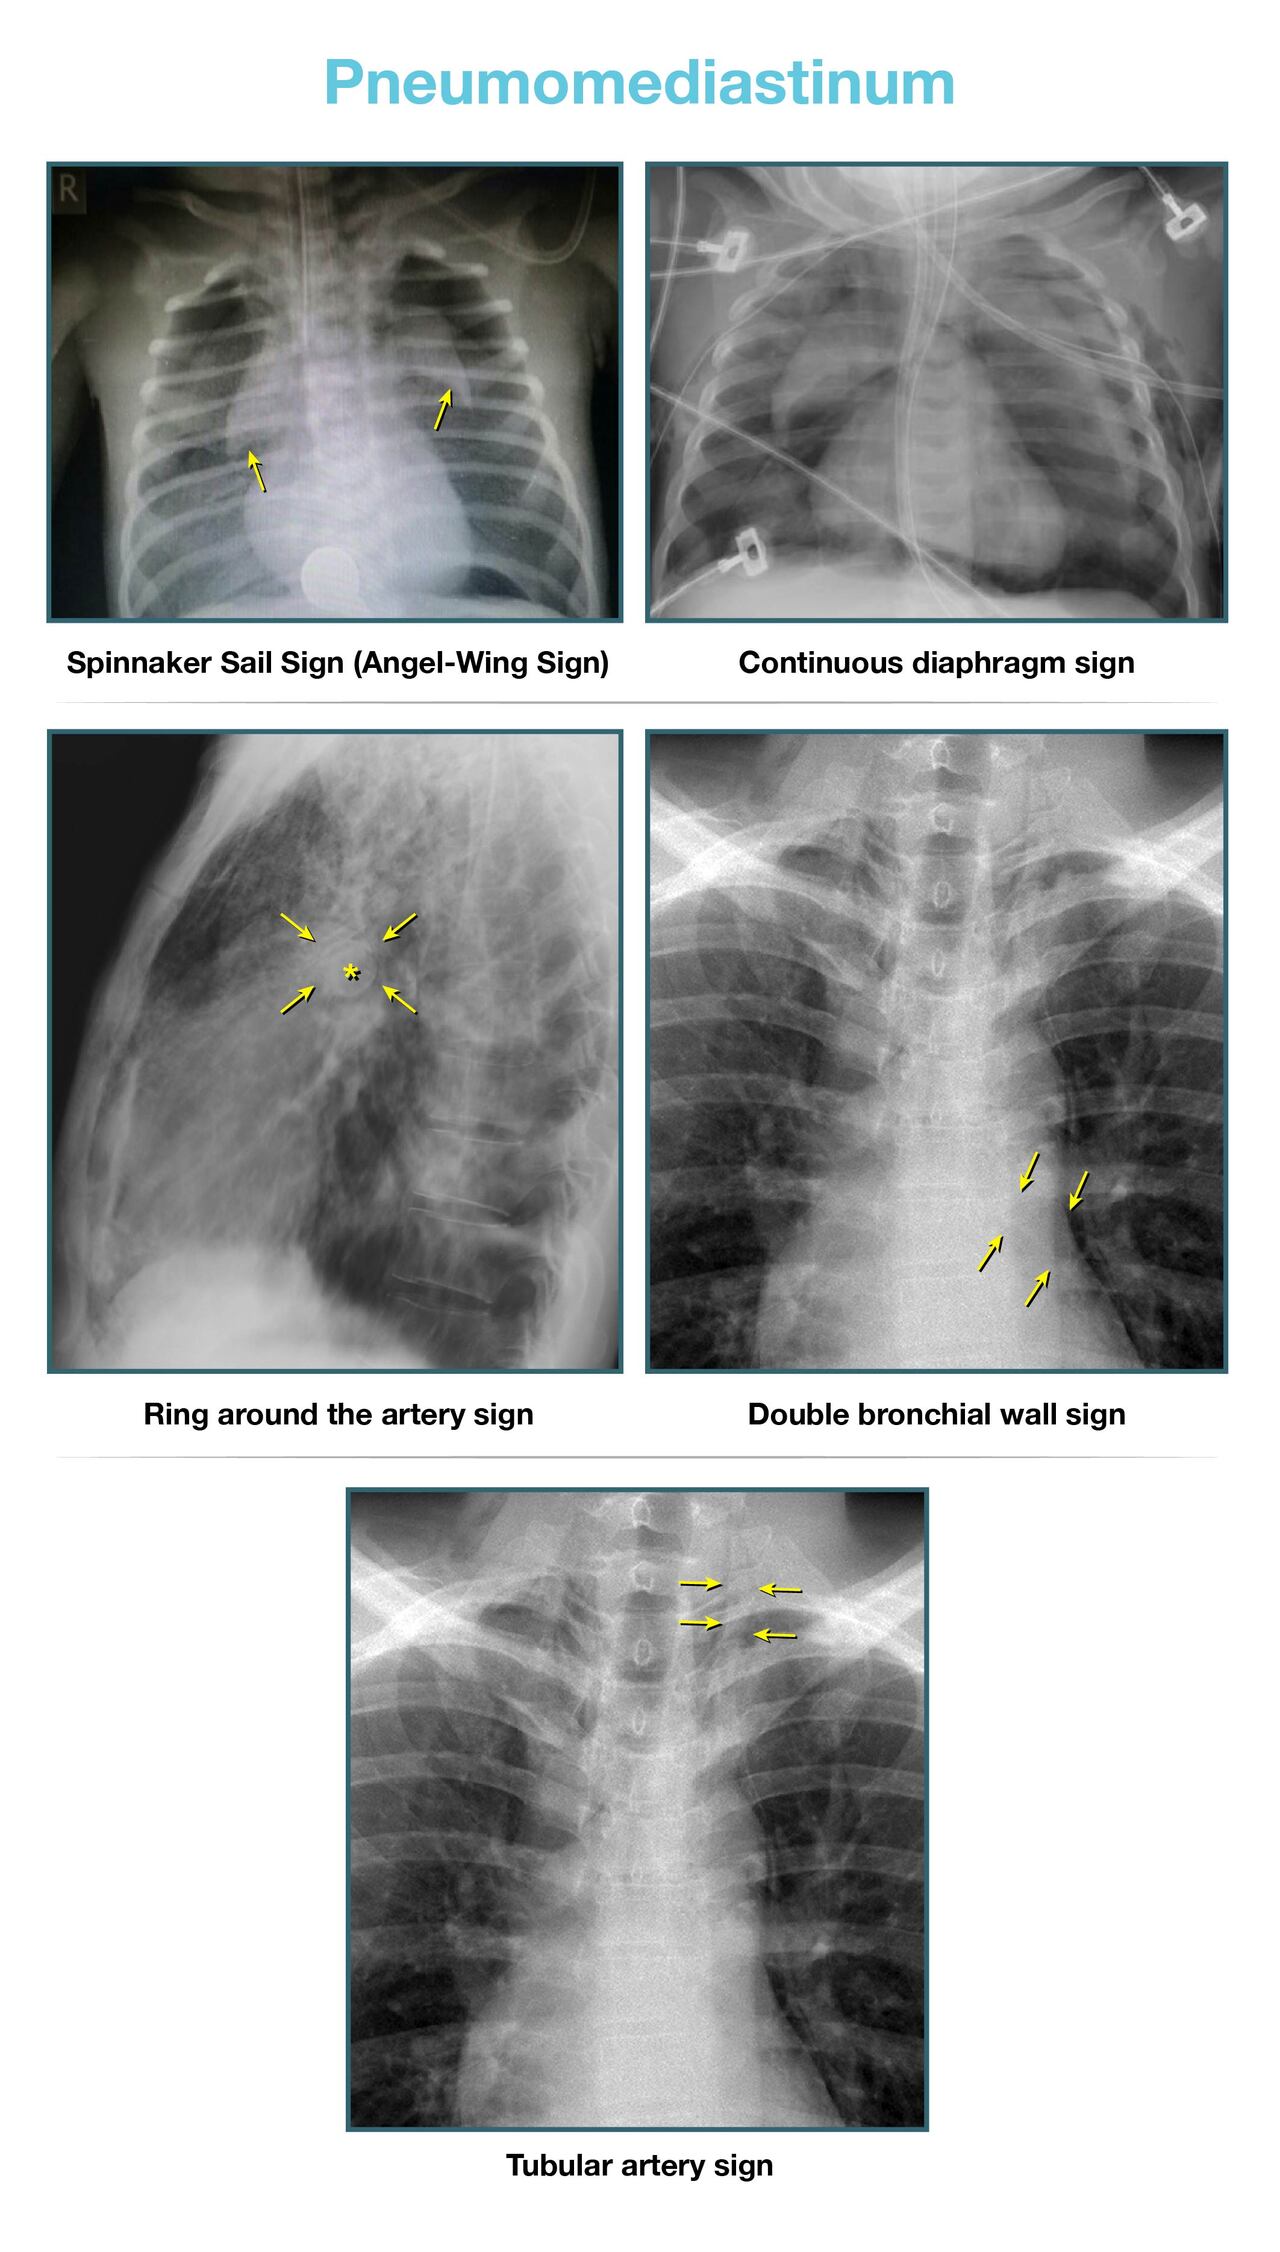 Pneumomediastinum
R
Spinnaker Sail Sign (Angel-Wing Sign)
Continuous diaphragm sign
*
Ring around the artery sign
Double bronchial wall sign
Tubular artery sign